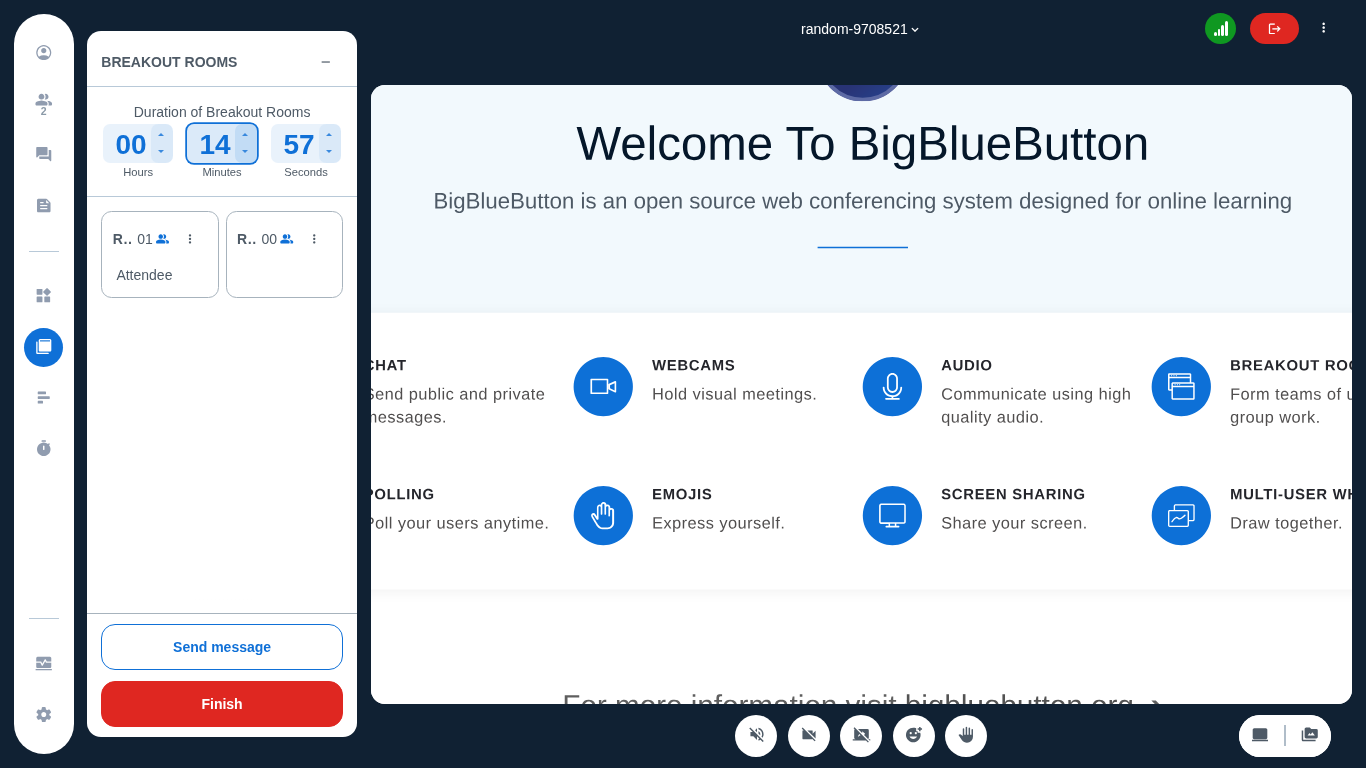 random-9708521
2
BREAKOUT ROOMS
Duration of Breakout Rooms
00 14 57
Hours Minutes Seconds
R.. 01
R.. 00
Attendee
Send message
Finish
Welcome To BigBlueButton
BigBlueButton is an open source web conferencing system designed for online learning
CHAT
Send public and private
messages.
WEBCAMS
Hold visual meetings.
AUDIO
Communicate using high
quality audio.
BREAKOUT ROO
Form teams of u
group work.
POLLING
Poll your users anytime.
EMOJIS
Express yourself.
SCREEN SHARING
Share your screen.
MULTI-USER WH
Draw together.
For more information visit bigbluebutton.org →